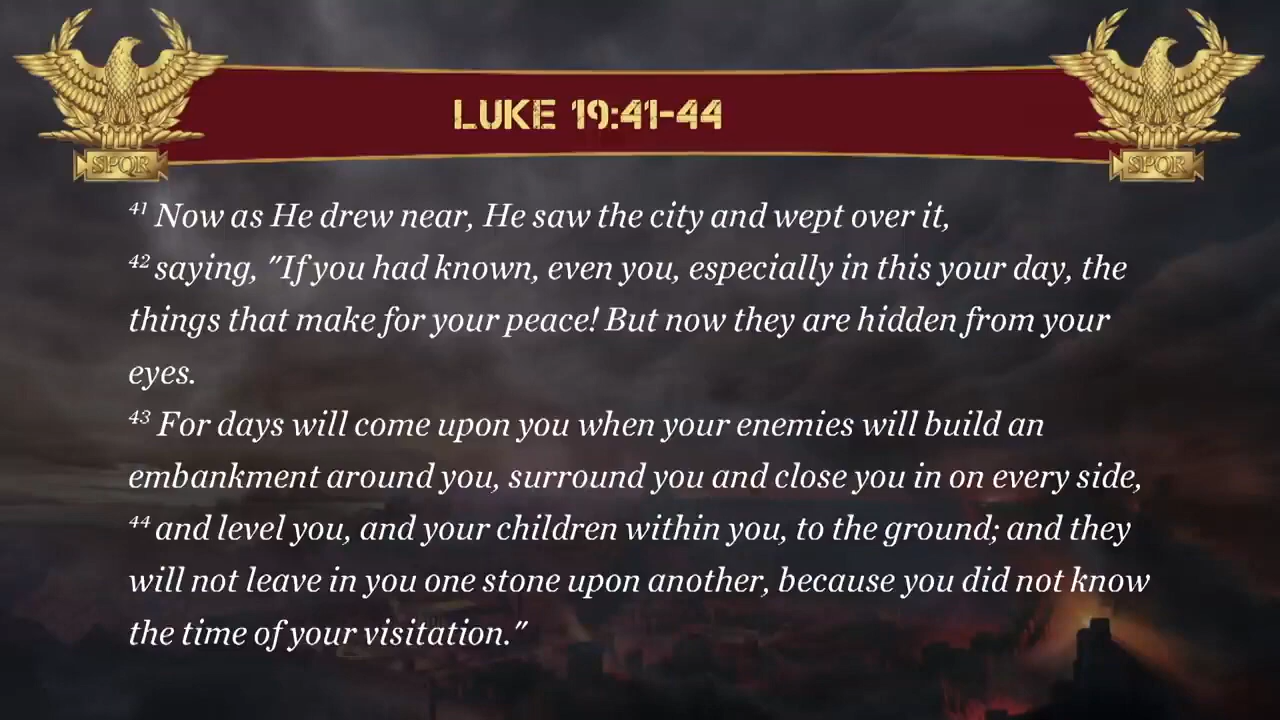 LUKE 19:41-44
SPQR
SPQR
⁴¹ Now as He drew near, He saw the city and wept over it,
⁴² saying, "If you had known, even you, especially in this your day, the
things that make for your peace! But now they are hidden from your
eyes.
⁴³ For days will come upon you when your enemies will build an
embankment around you, surround you and close you in on every side,
⁴⁴ and level you, and your children within you, to the ground; and they
will not leave in you one stone upon another, because you did not know
the time of your visitation."